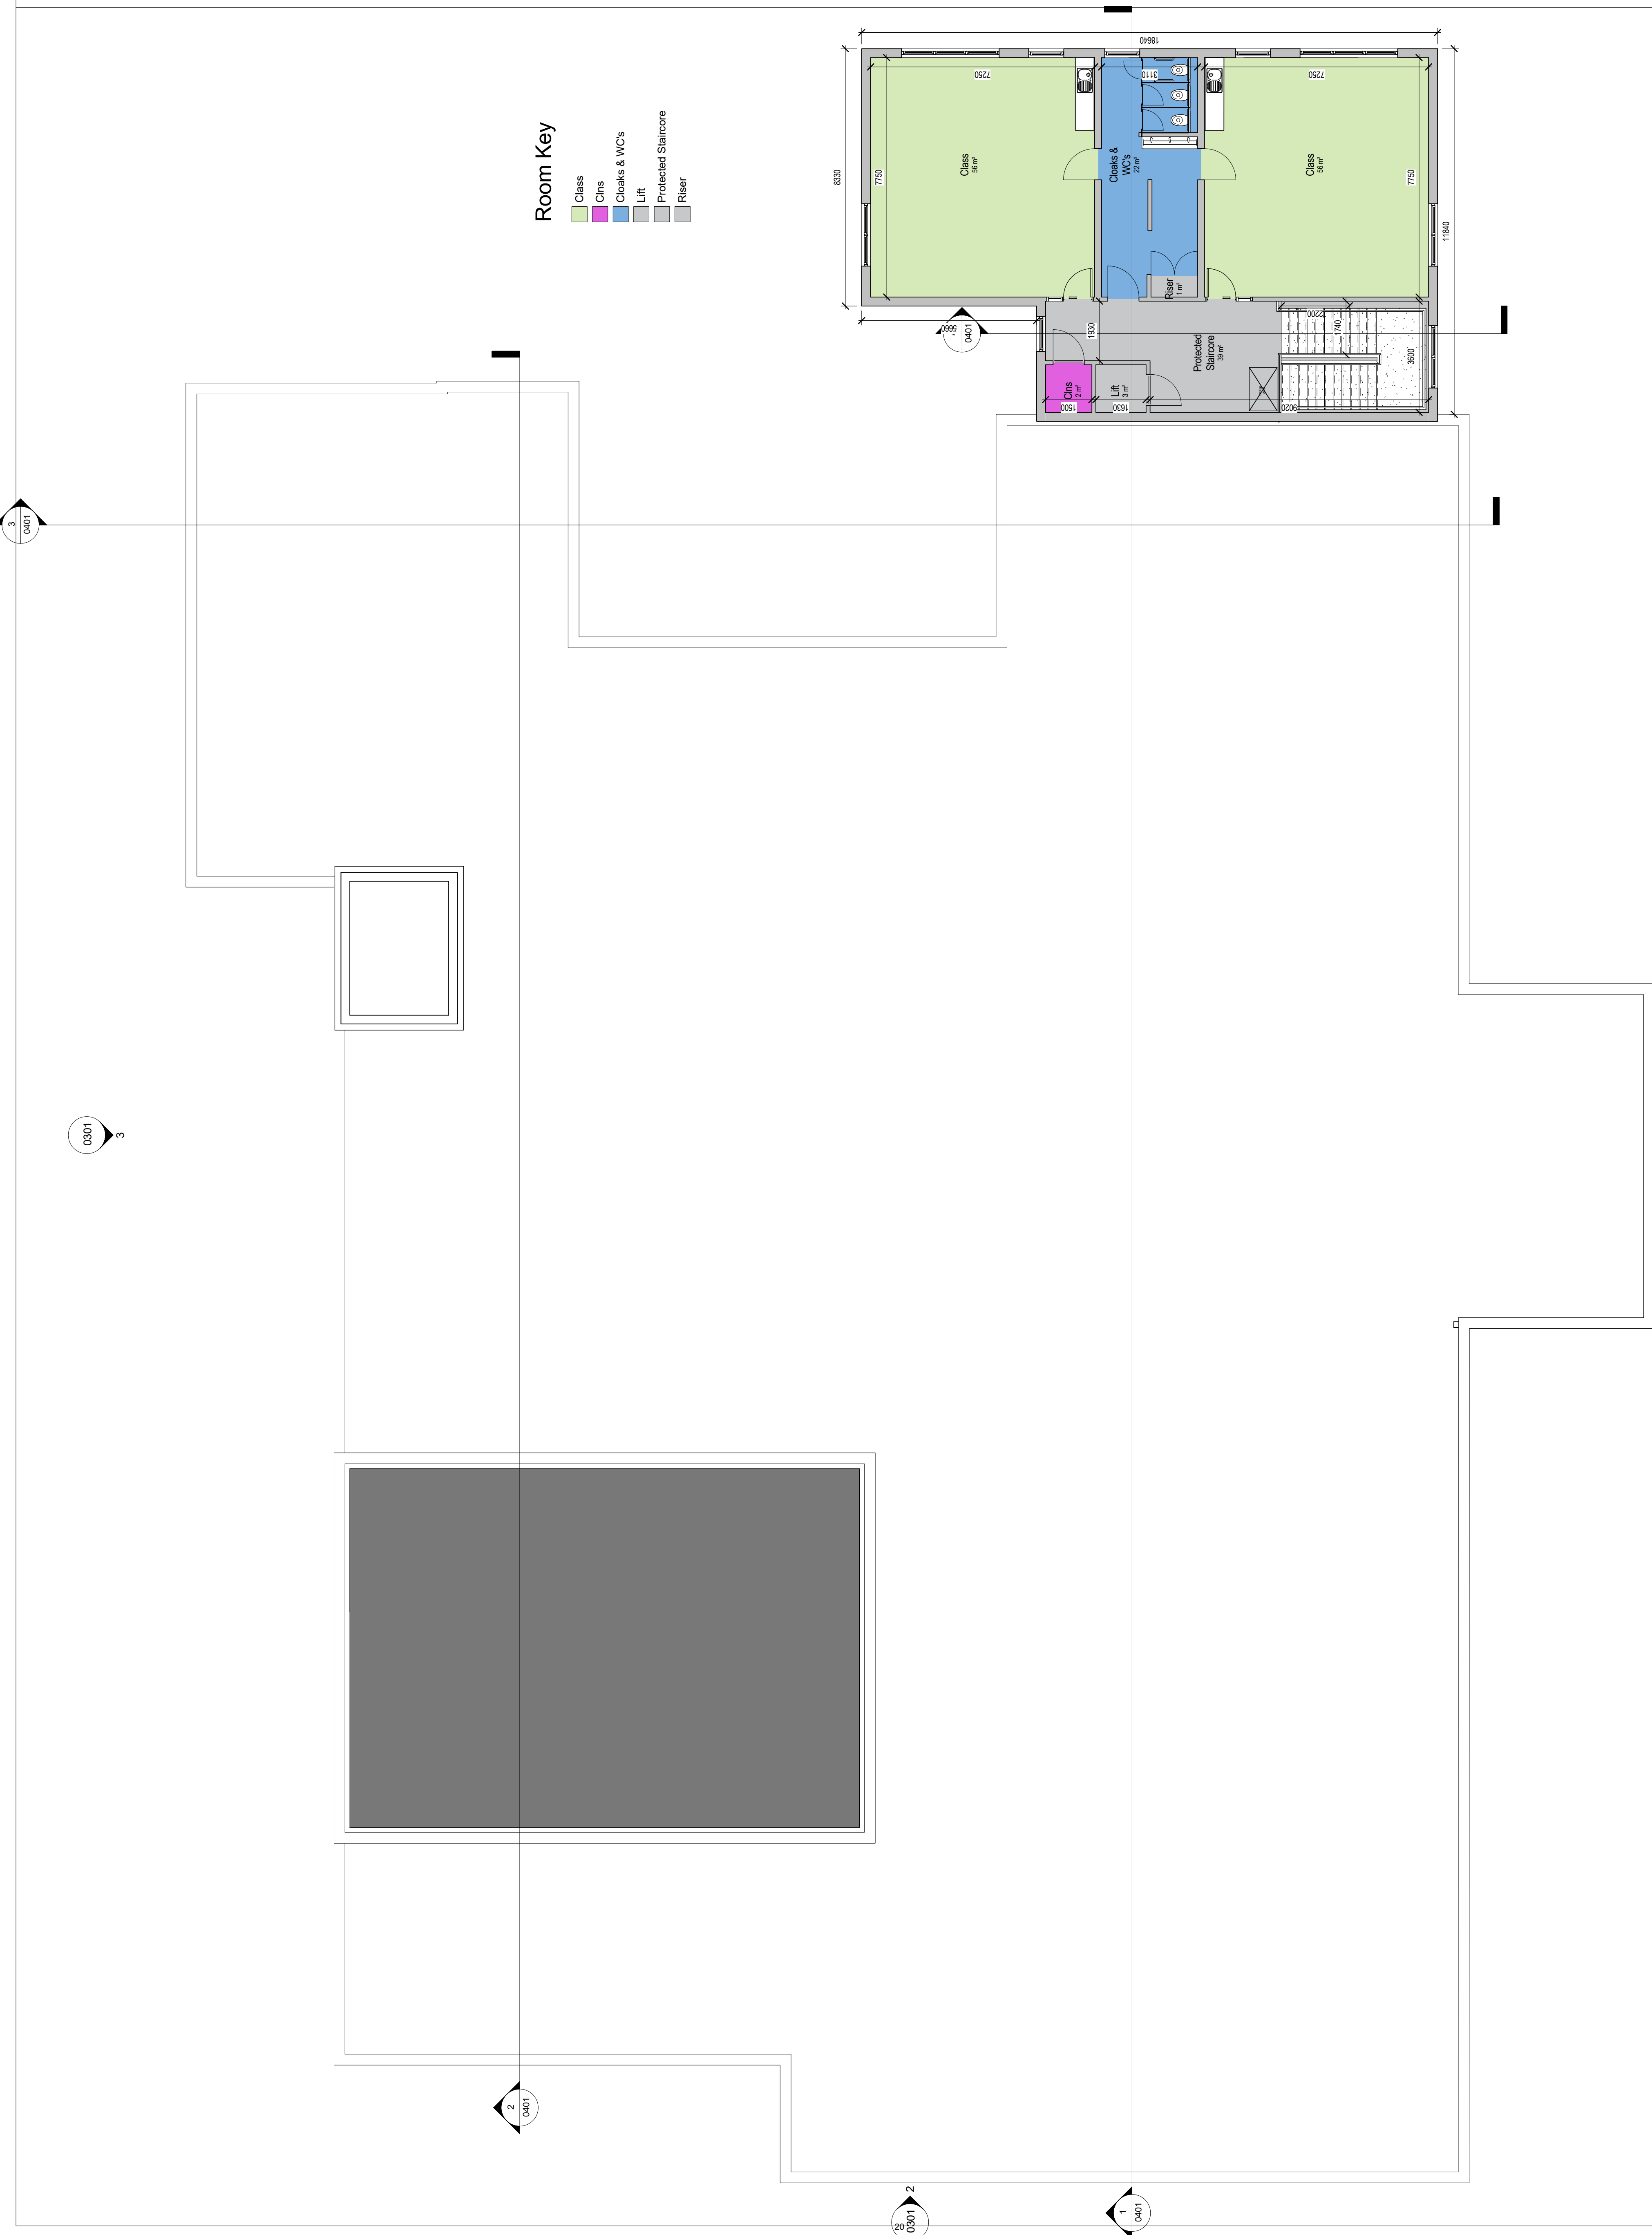 Room Key
Class
Clns
Cloaks & WC's
Lift
Protected Staircore
Riser
18640
7250
3110
7250
8330
7750
Class
56 m²
Cloaks &
WC's
22 m²
Class
56 m²
7750
11840
Riser
1 m²
5660
0401
1930
Protected
Staircore
39 m²
2200
1740
3600
Clns
2 m²
Lift
3 m²
1500
1630
9020
3
0401
0301
3
2
0401
20
0301
2
1
0401